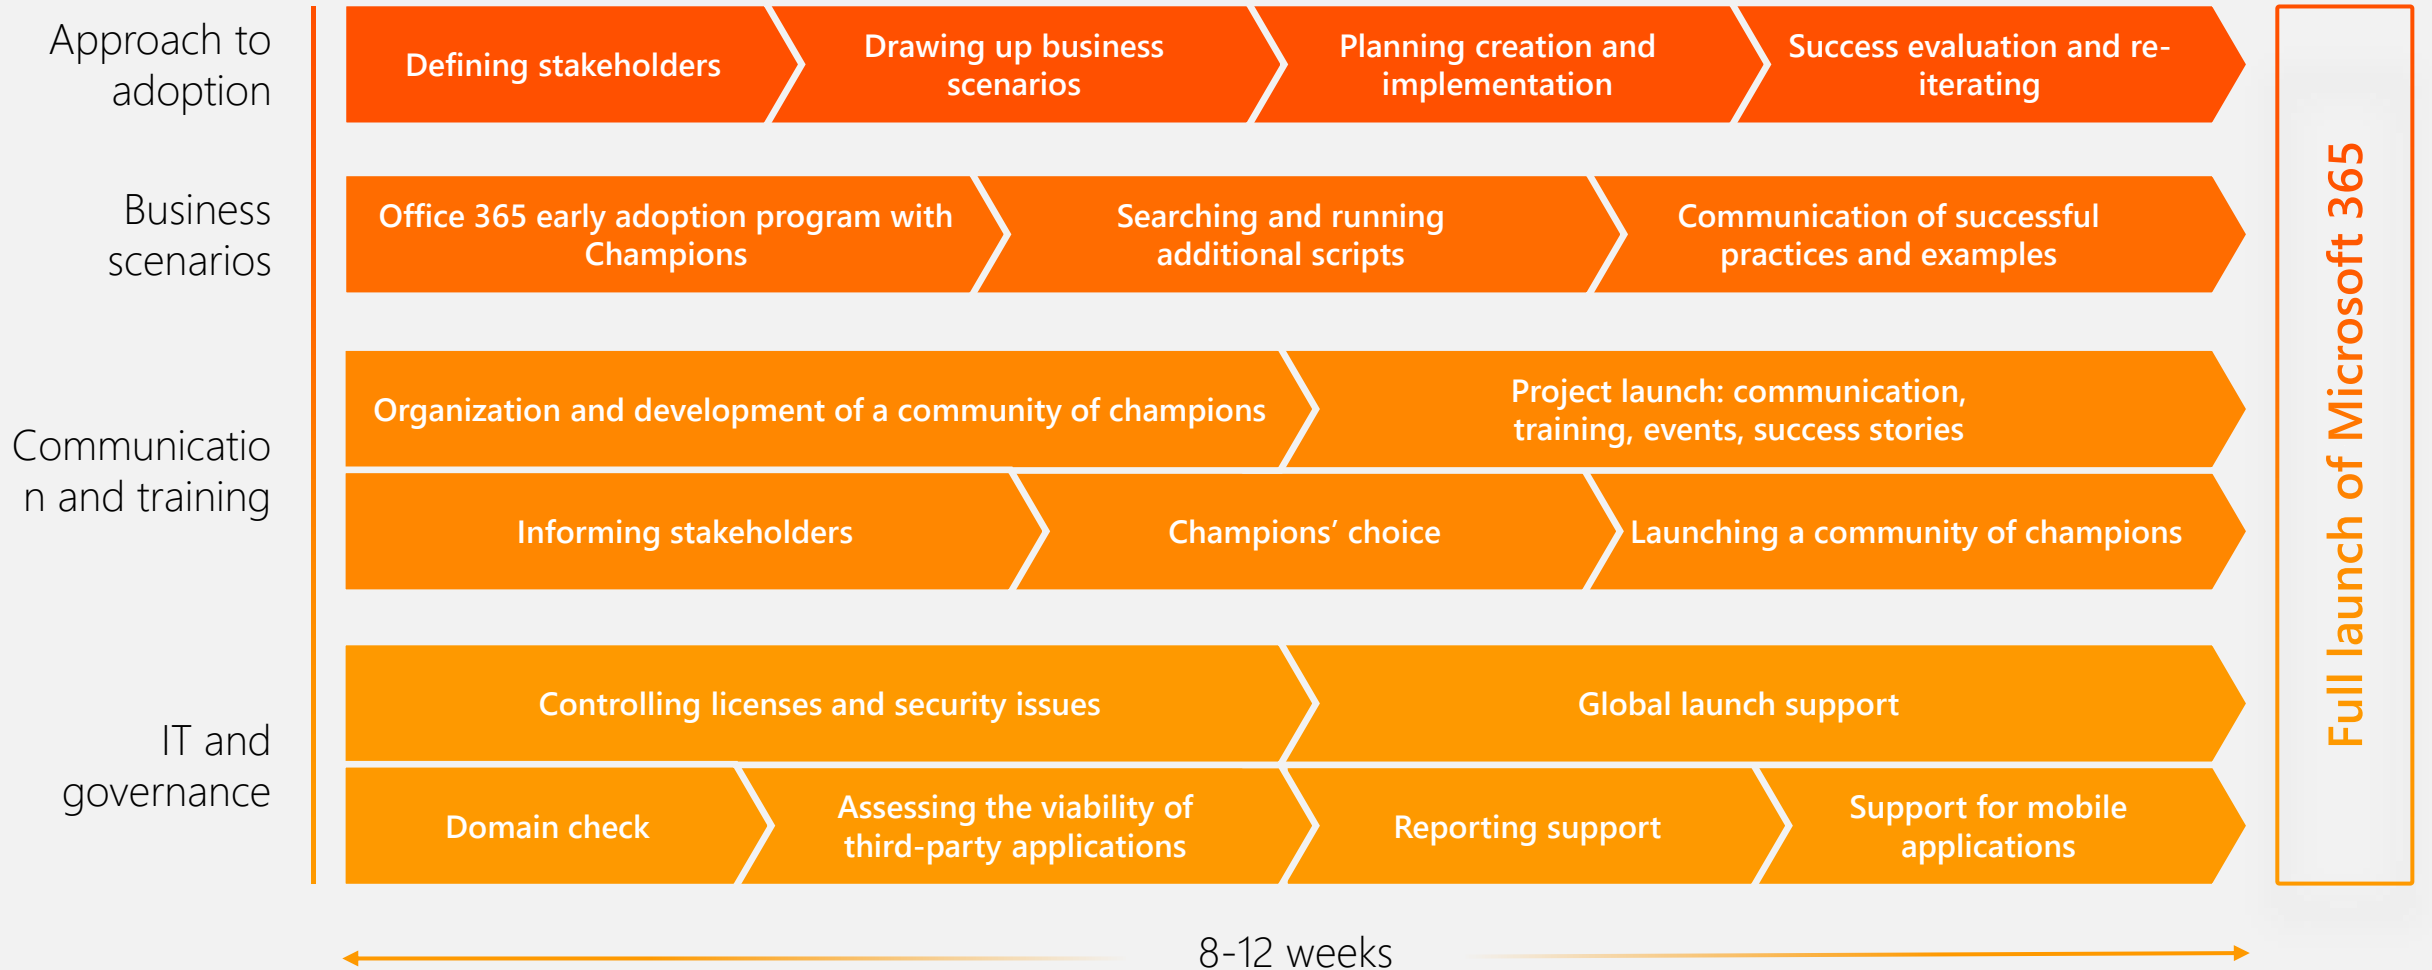 Approach to
adoption
Defining stakeholders
Drawing up business
scenarios
Planning creation and
implementation
Success evaluation and re-
iterating
Business
scenarios
Office 365 early adoption program with
Champions
Searching and running
additional scripts
Communication of successful
practices and examples
Communicatio
n and training
Organization and development of a community of champions
Project launch: communication,
training, events, success stories
Informing stakeholders
Champions’ choice
Launching a community of champions
IT and
governance
Controlling licenses and security issues
Global launch support
Domain check
Assessing the viability of
third-party applications
Reporting support
Support for mobile
applications
Full launch of Microsoft 365
8-12 weeks